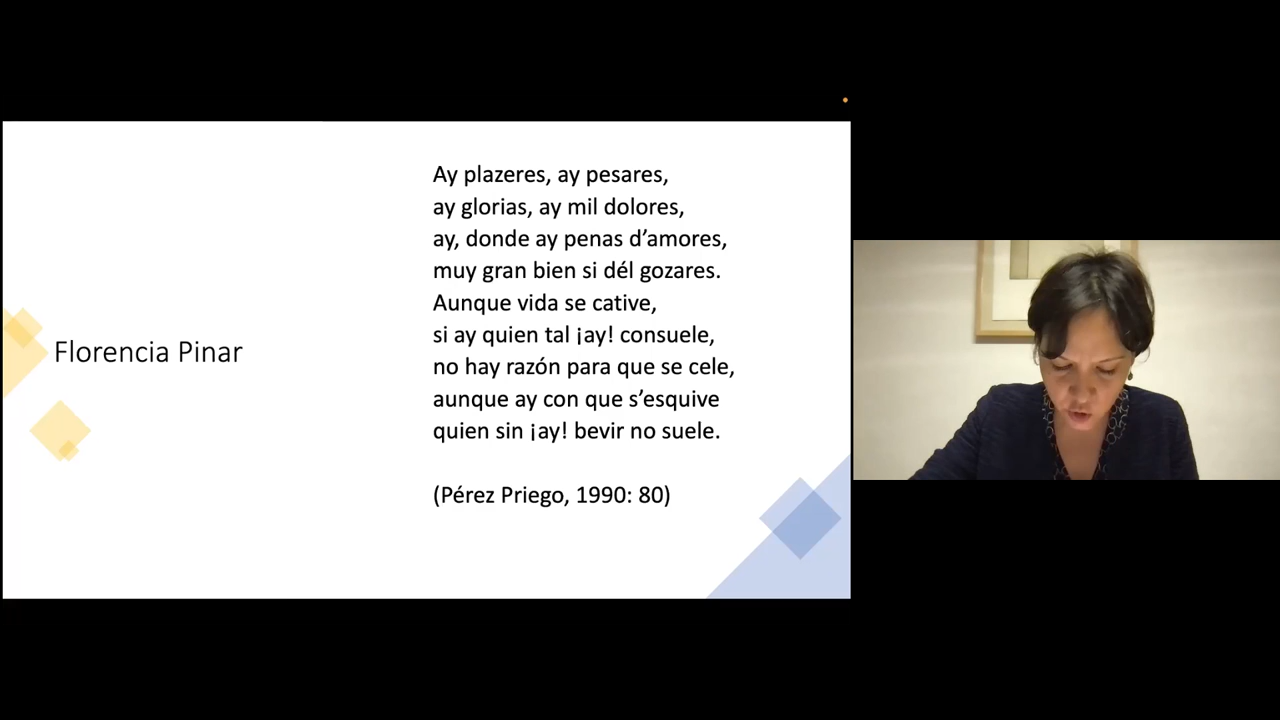 Florencia Pinar
Ay plazeres, ay pesares,
ay glorias, ay mil dolores,
ay, donde ay penas d’amores,
muy gran bien si dél gozares.
Aunque vida se cative,
si ay quien tal ¡ay! consuele,
no hay razón para que se cele,
aunque ay con que s’esquive
quien sin ¡ay! bevir no suele.
(Pérez Priego, 1990: 80)